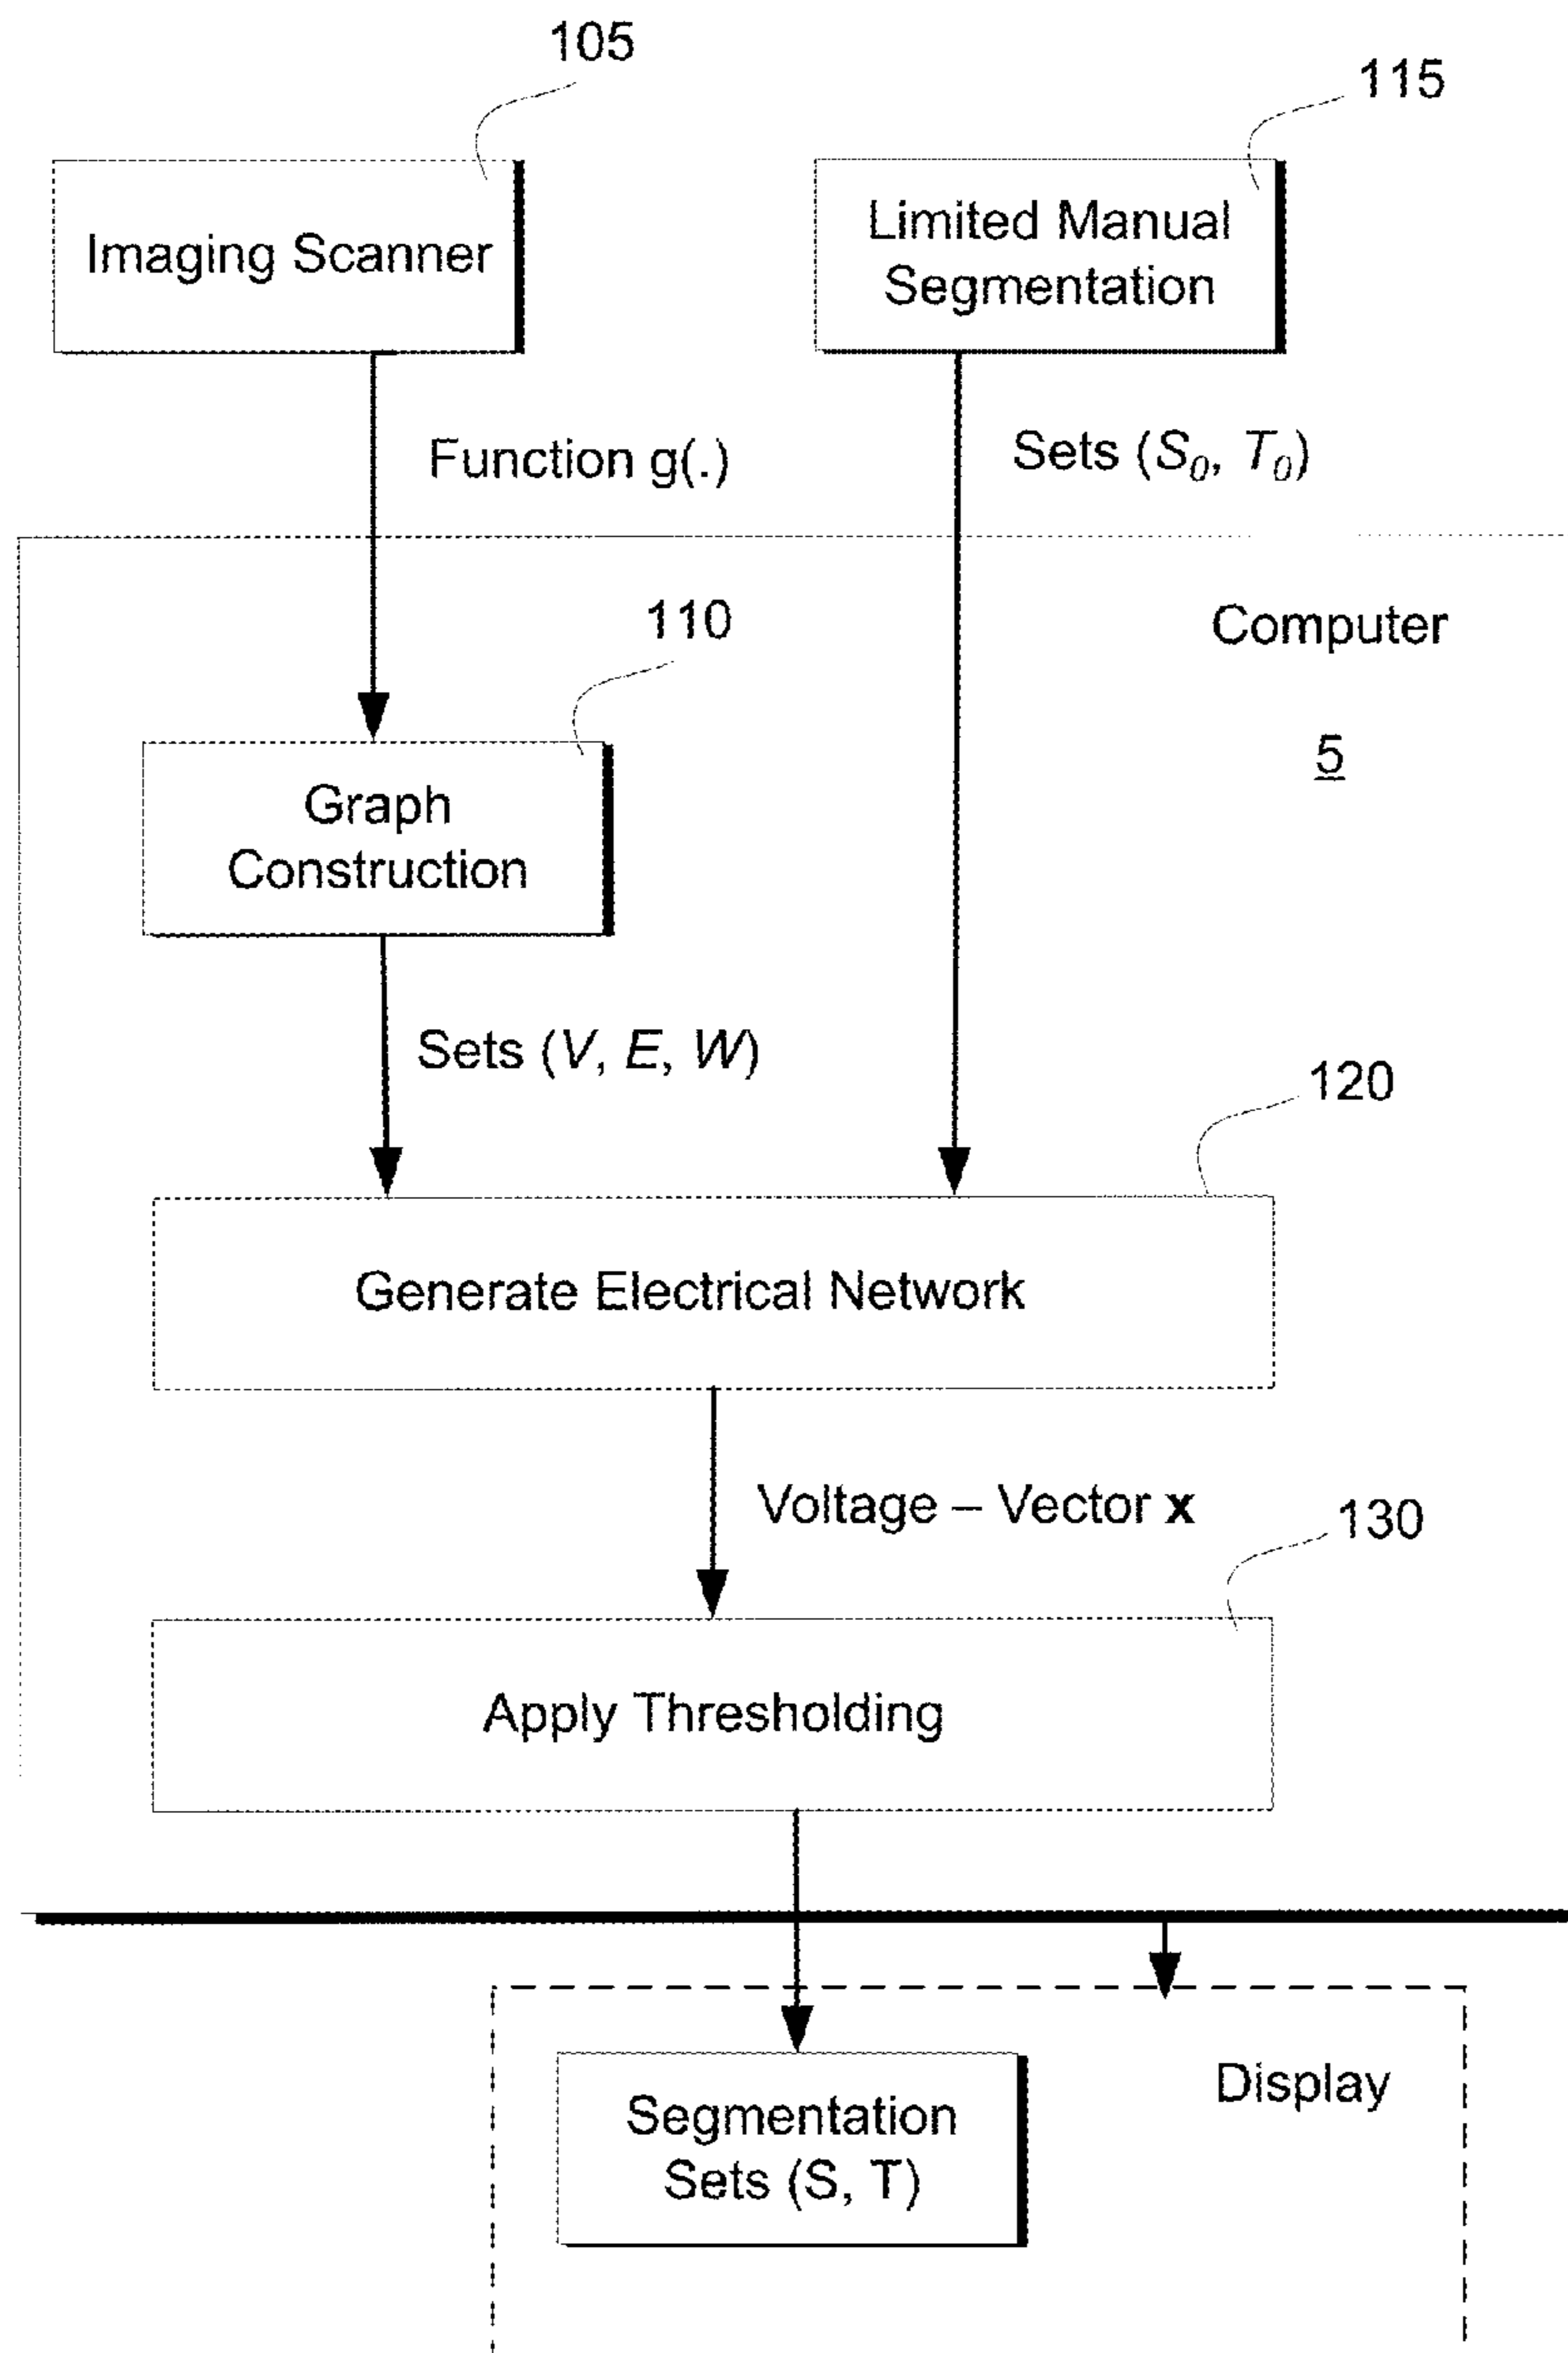 105
115
Imaging Scanner
Limited Manual
Segmentation
Function g(.)
Sets (S₀, T₀)
Computer
5
110
Graph
Construction
Sets (V, E, W)
120
Generate Electrical Network
Voltage – Vector x
130
Apply Thresholding
Display
Segmentation
Sets (S, T)